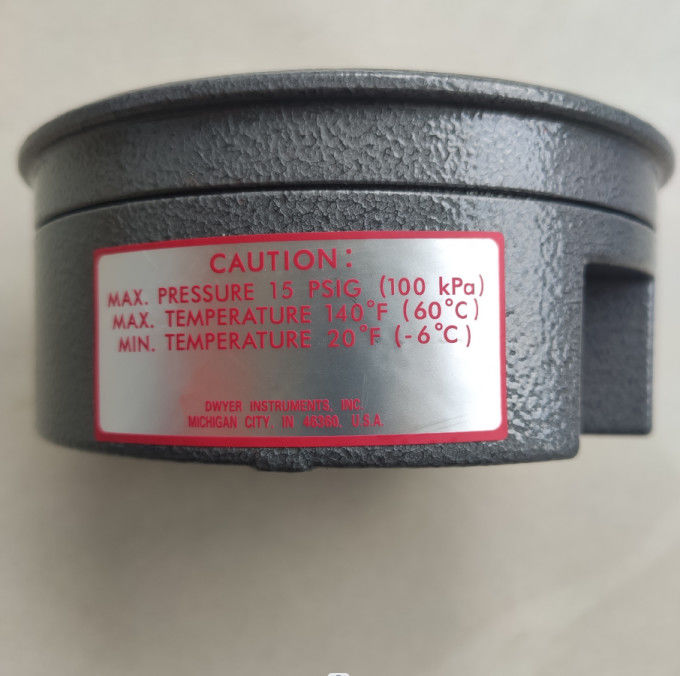 CAUTION:
MAX. PRESSURE 15 PSIG (100 kPa)
MAX. TEMPERATURE 140°F (60°C)
MIN. TEMPERATURE 20°F (-6°C)
DWYER INSTRUMENTS, INC.
MICHIGAN CITY, IN 46360, U.S.A.